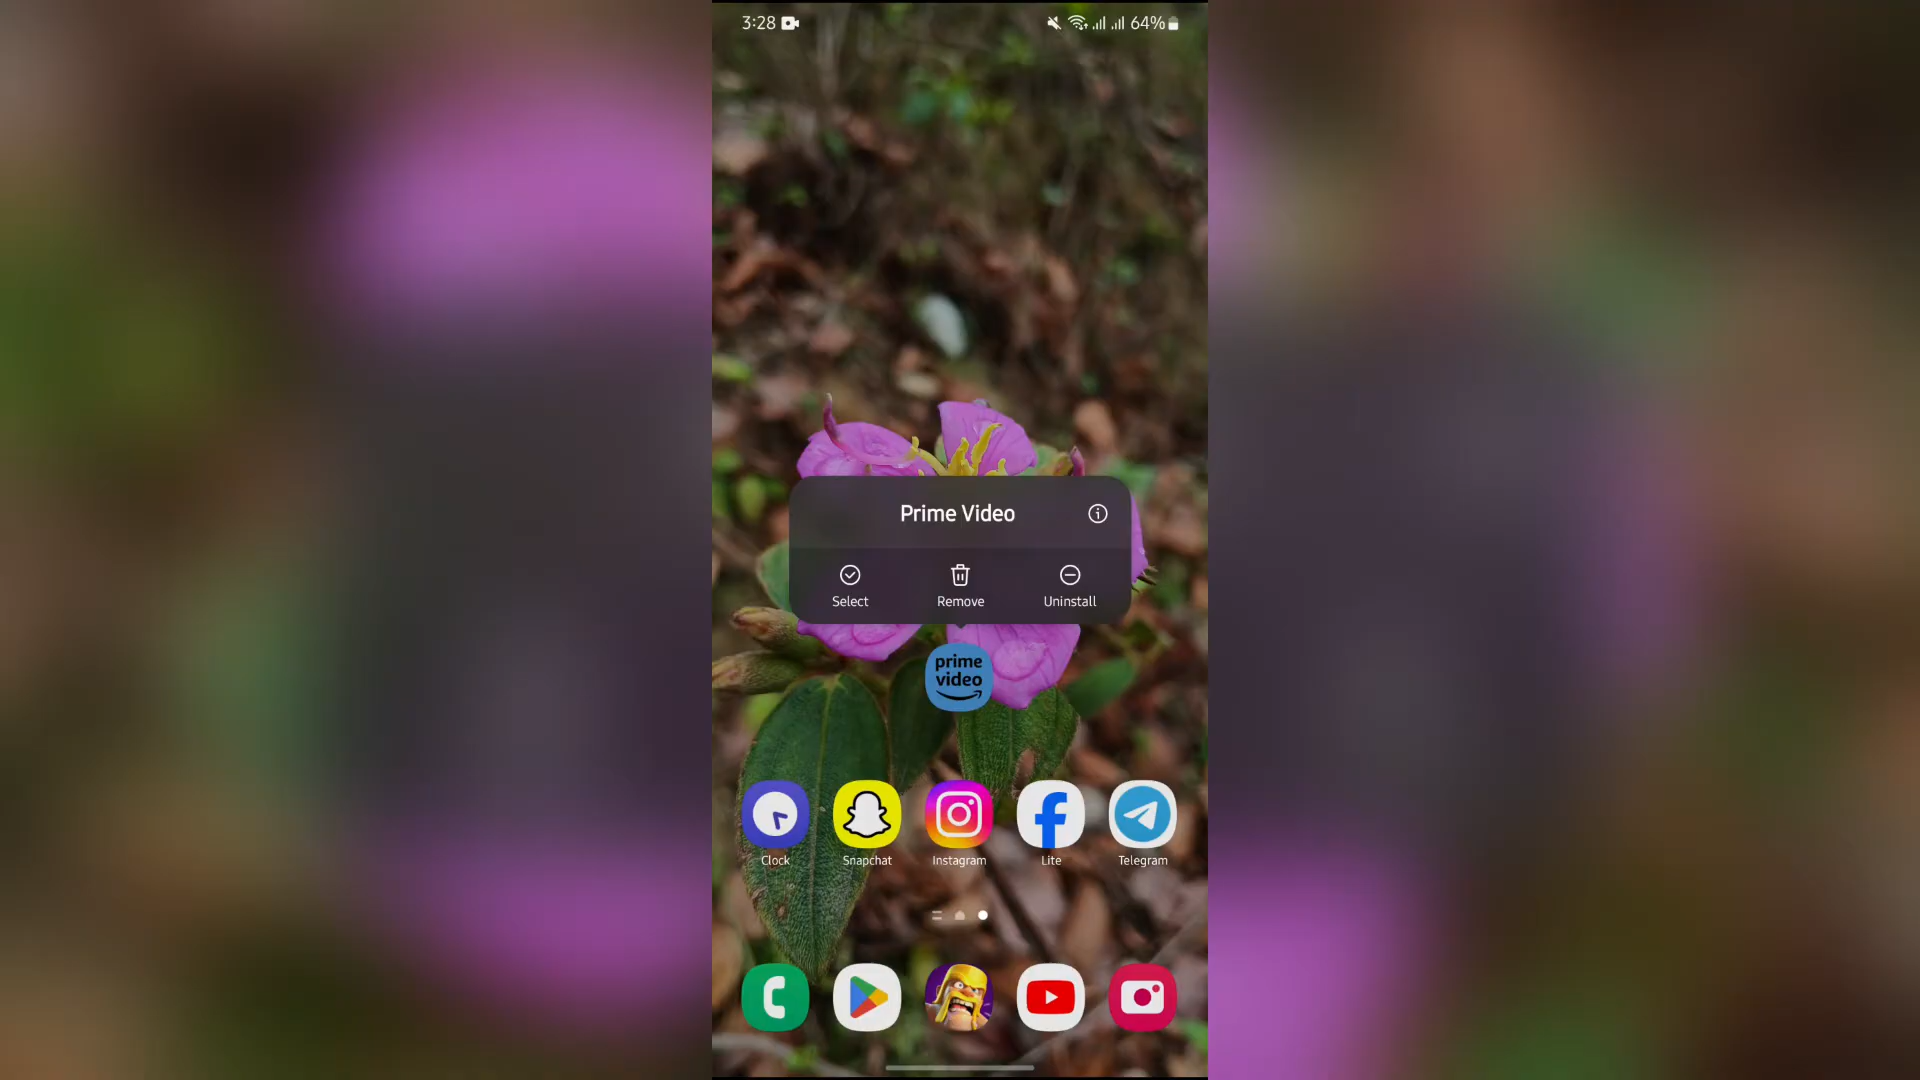 3:28
64%
Prime Video
Select
Remove
Uninstall
prime
video
Clock
Snapchat
Instagram
Lite
Telegram